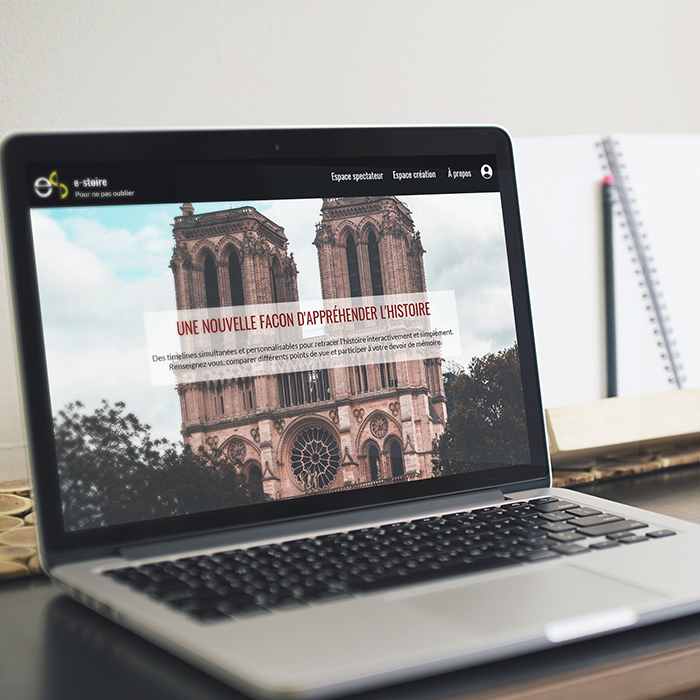 e-stoire
Pour ne pas oublier
Espace spectateur Espace création À propos
UNE NOUVELLE FACON D'APPRÉHENDER L'HISTOIRE
Des timelines simultanées et personnalisables pour retracer l'histoire interactivement et simplement.
Renseignez-vous, comparer différents points de vue et participer à votre devoir de mémoire.